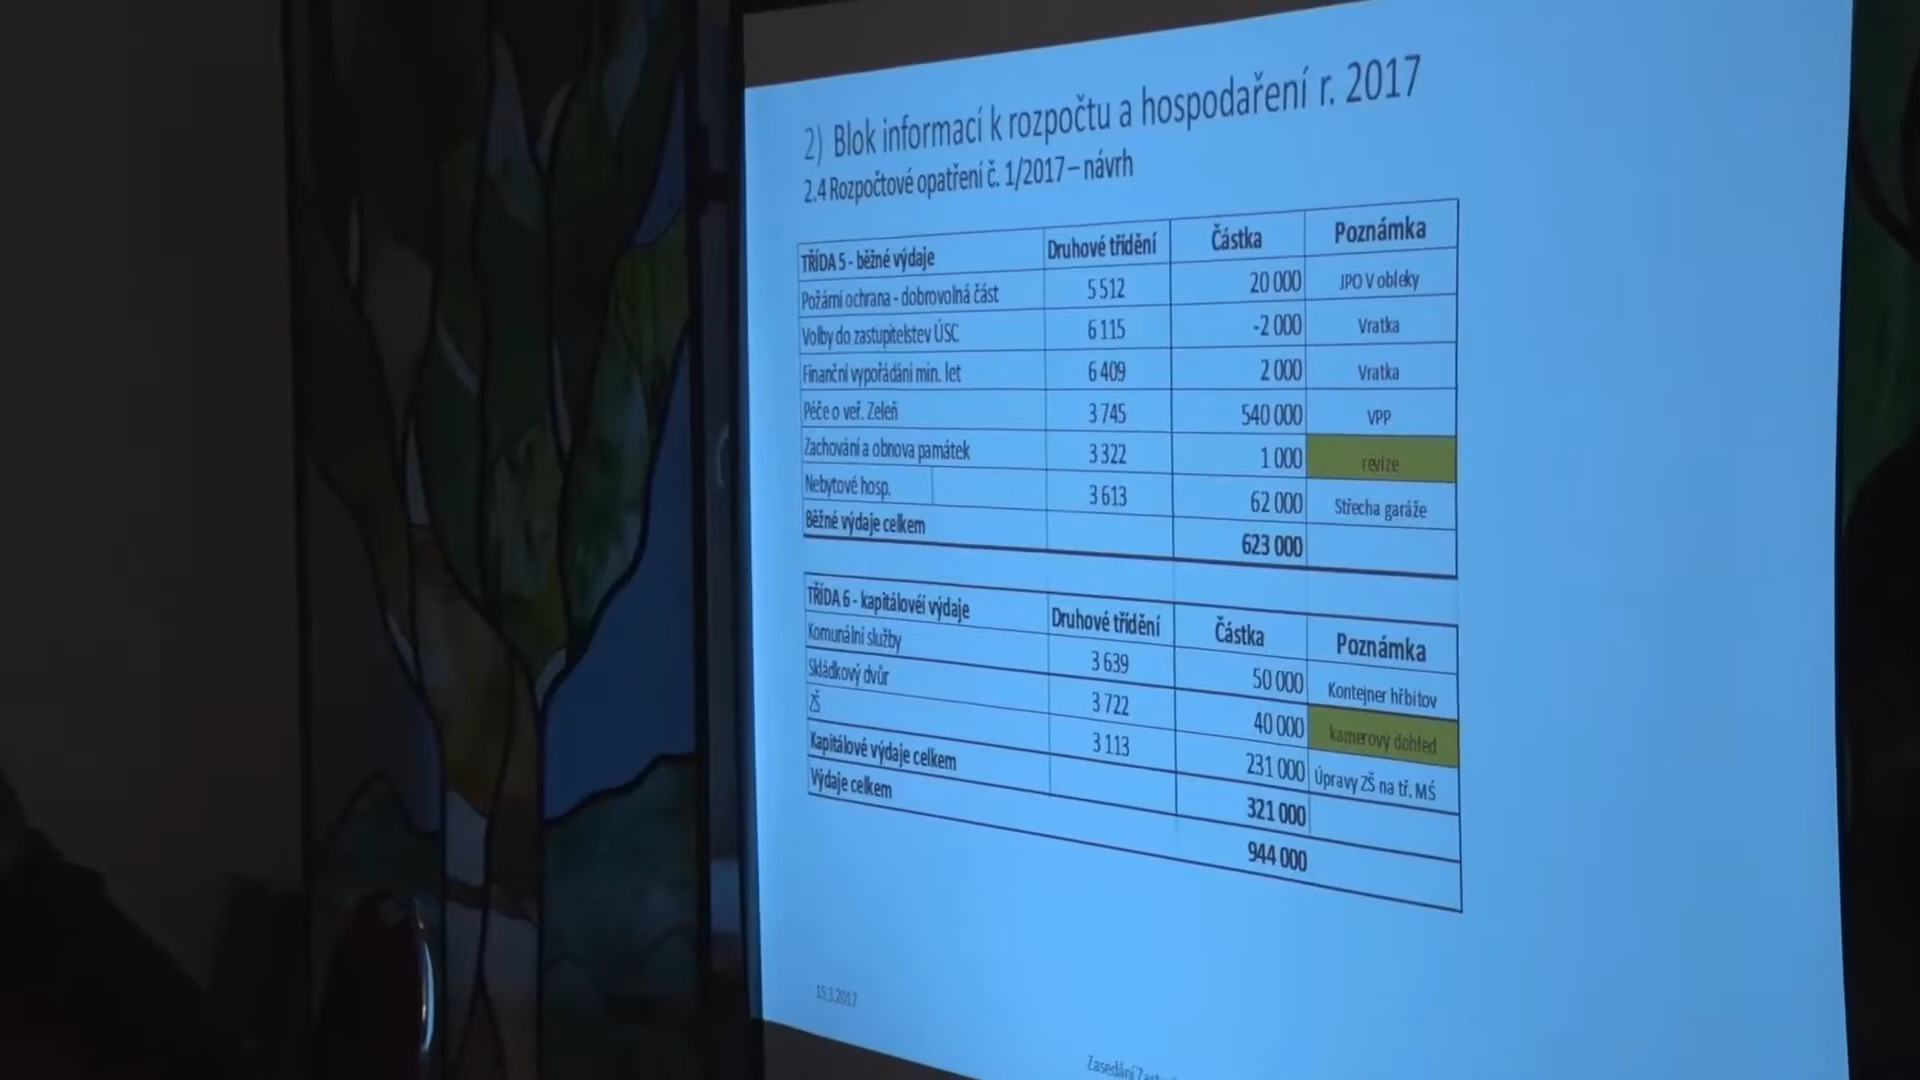 2) Blok informací k rozpočtu a hospodaření r. 2017
2.4 Rozpočtové opatření č. 1/2017 – návrh
TŘÍDA 5 - běžné výdaje Druhové třídění Částka Poznámka
Požární ochrana - dobrovolná část 5 512 20 000 JPO V obleky
Volby do zastupitelstev ÚSC 6 115 -2 000 Vratka
Finanční vypořádání min. let 6 409 2 000 Vratka
Péče o veř. Zeleň 3 745 540 000 VPP
Zachování a obnova památek 3 322 1 000 revize
Nebytové hosp. 3 613 62 000 Střecha garáže
Běžné výdaje celkem 623 000
TŘÍDA 6 - kapitálovéí výdaje Druhové třídění Částka Poznámka
Komunální služby 3 639 50 000 Kontejner hřbitov
Skládkový dvůr 3 722 40 000 kamerový dohled
ZŠ 3 113 231 000 Úpravy ZŠ na tř. MŠ
Kapitálové výdaje celkem 321 000
Výdaje celkem 944 000
15.3.2017
Zasedání